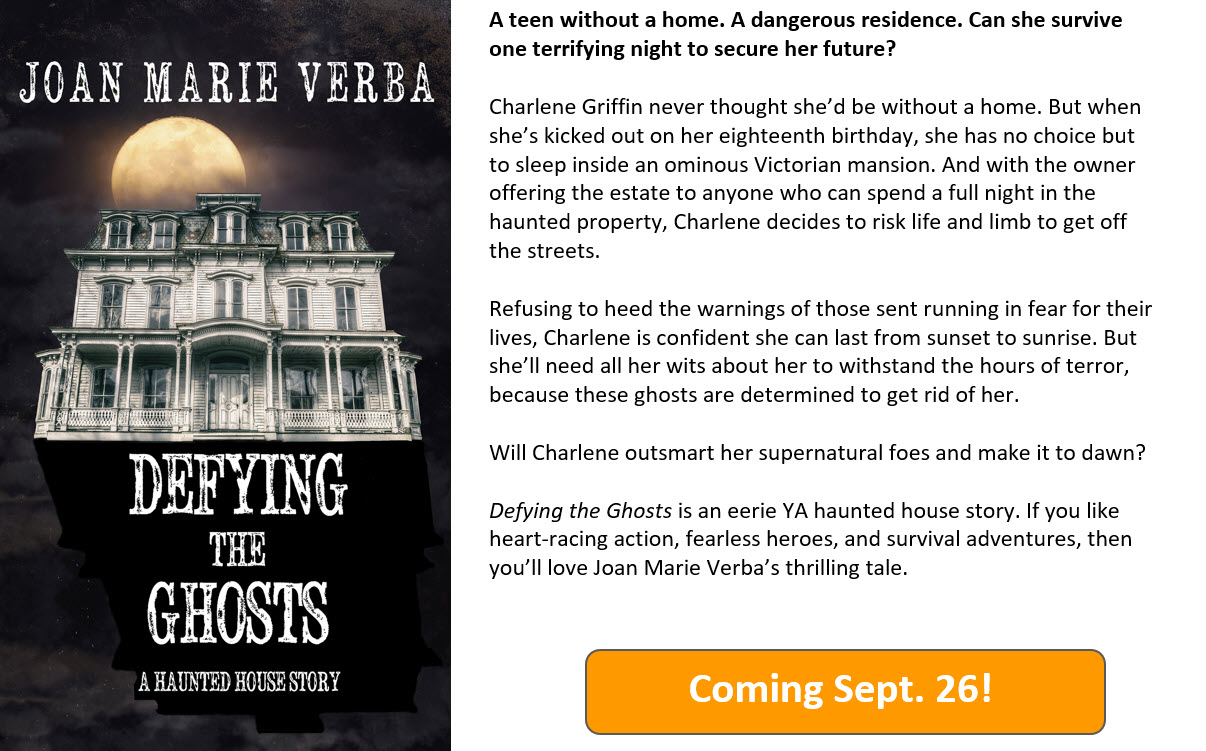 JOAN MARIE VERBA
DEFYING
THE
GHOSTS
A HAUNTED HOUSE STORY
A teen without a home. A dangerous residence. Can she survive
one terrifying night to secure her future?
Charlene Griffin never thought she’d be without a home. But when
she’s kicked out on her eighteenth birthday, she has no choice but
to sleep inside an ominous Victorian mansion. And with the owner
offering the estate to anyone who can spend a full night in the
haunted property, Charlene decides to risk life and limb to get off
the streets.
Refusing to heed the warnings of those sent running in fear for their
lives, Charlene is confident she can last from sunset to sunrise. But
she’ll need all her wits about her to withstand the hours of terror,
because these ghosts are determined to get rid of her.
Will Charlene outsmart her supernatural foes and make it to dawn?
Defying the Ghosts is an eerie YA haunted house story. If you like
heart-racing action, fearless heroes, and survival adventures, then
you’ll love Joan Marie Verba’s thrilling tale.
Coming Sept. 26!